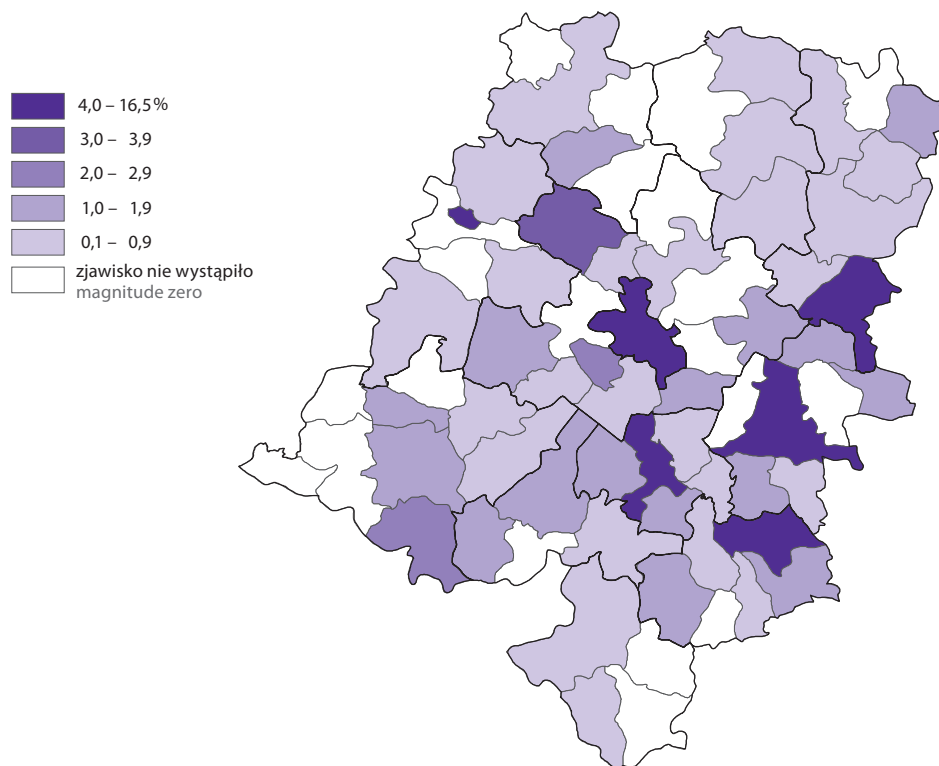 4,0 – 16,5%
3,0 – 3,9
2,0 – 2,9
1,0 – 1,9
0,1 – 0,9
zjawisko nie wystąpiło
magnitude zero